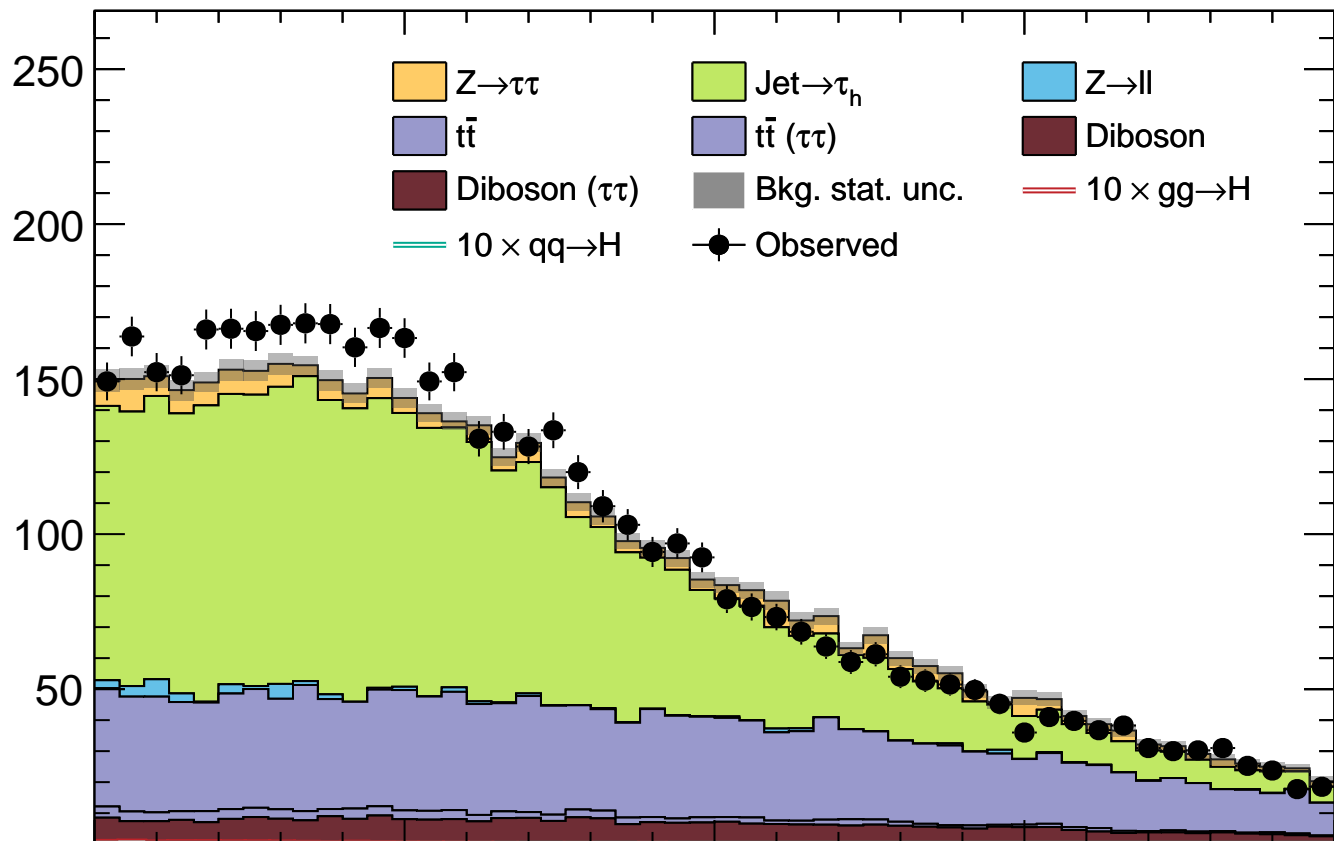 250
Z→ττ Jet→τh Z→ll
tt̄ tt̄ (ττ) Diboson
Diboson (ττ) Bkg. stat. unc. 10 × gg→H
200
10 × qq→H Observed
150
100
50